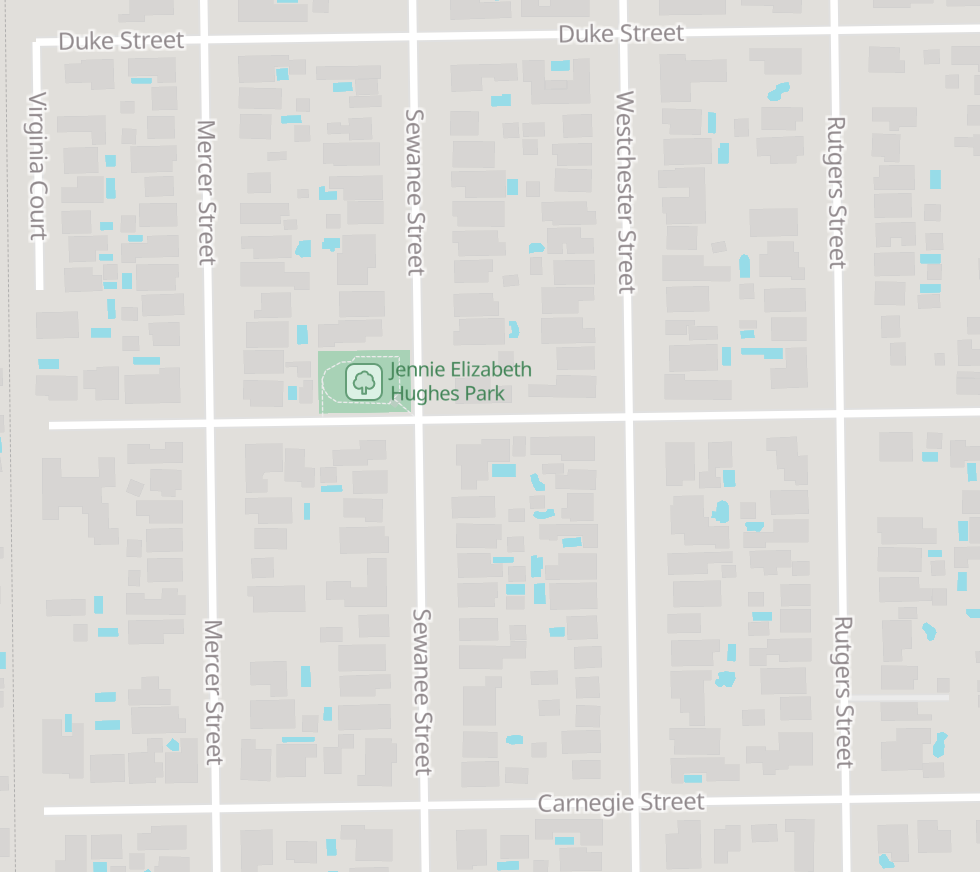 Duke Street
Duke Street
Virginia Court
Mercer Street
Sewanee Street
Westchester Street
Rutgers Street
Jennie Elizabeth
Hughes Park
Mercer Street
Sewanee Street
Rutgers Street
Carnegie Street